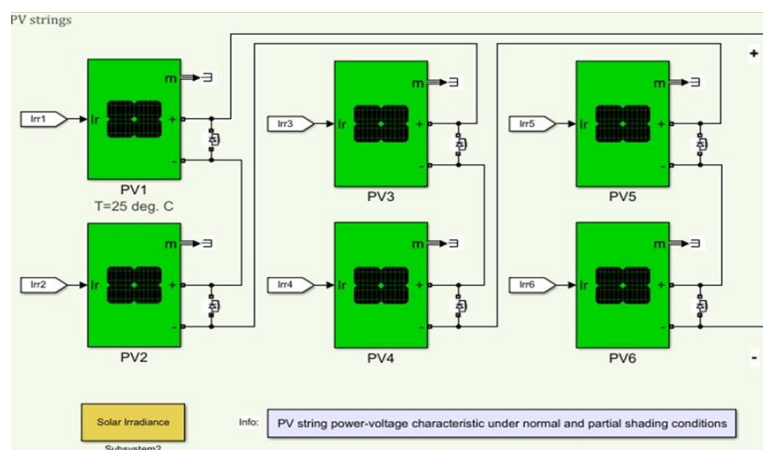 PV strings
m
Irr1
Ir
+
-
PV1
T=25 deg. C
m
Irr2
Ir
+
-
PV2
m
Irr3
Ir
+
-
PV3
m
Irr4
Ir
+
-
PV4
m
Irr5
Ir
+
-
PV5
m
Irr6
Ir
+
-
PV6
+
-
Solar Irradiance
Subsystem2
Info:
PV string power-voltage characteristic under normal and partial shading conditions